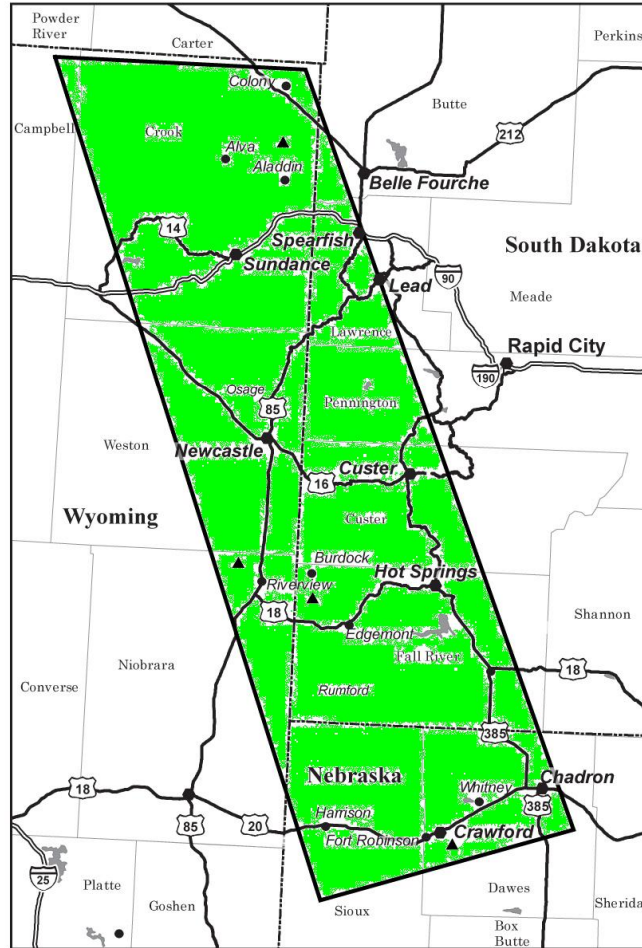 Powder
River
Carter
Perkins
Colony
Butte
212
Campbell
Crook
Alva
Aladdin
Belle Fourche
14
Spearfish
Sundance
South Dakota
90
Lead
Meade
Lawrence
Rapid City
190
Pennington
Osage
85
Newcastle
Weston
Custer
16
Wyoming
Custer
Burdock
Hot Springs
Riverview
18
Shannon
Edgemont
Niobrara
Fall River
18
Converse
Rumford
385
Nebraska
Whitney
Chadron
18
385
Harrison
85
20
Fort Robinson
Crawford
25
Platte
Goshen
Sioux
Dawes
Sherida
Box
Butte